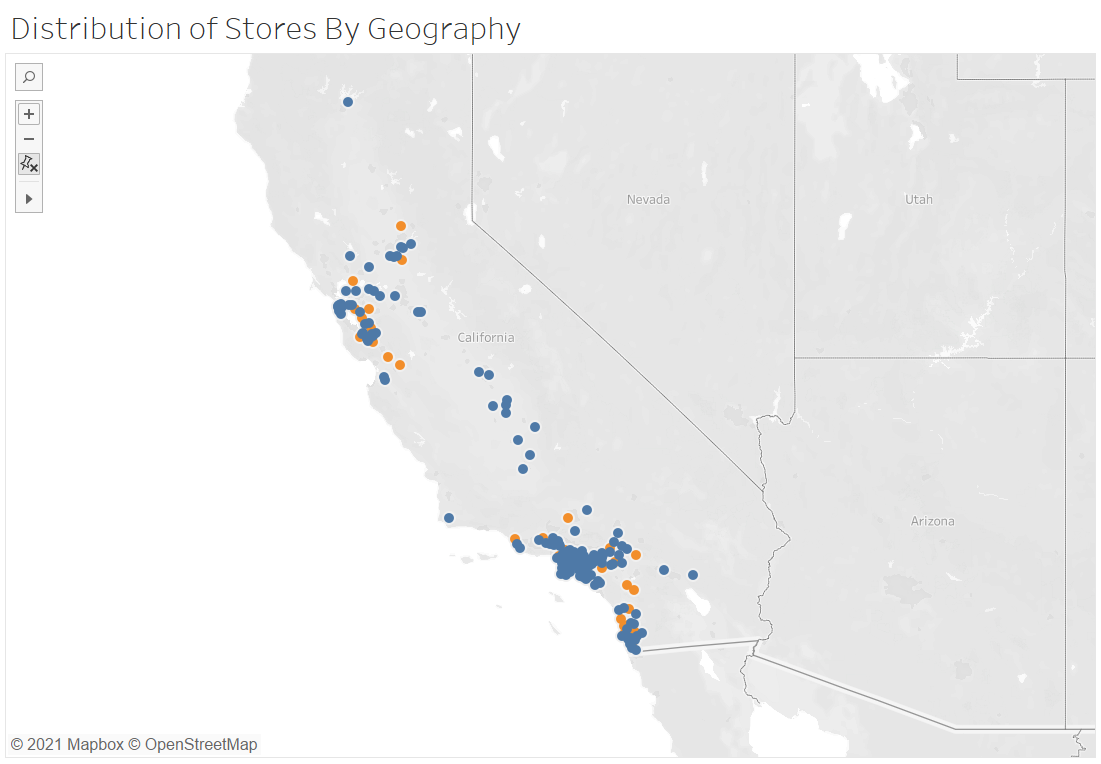 Distribution of Stores By Geography
Nevada
Utah
California
Arizona
© 2021 Mapbox © OpenStreetMap